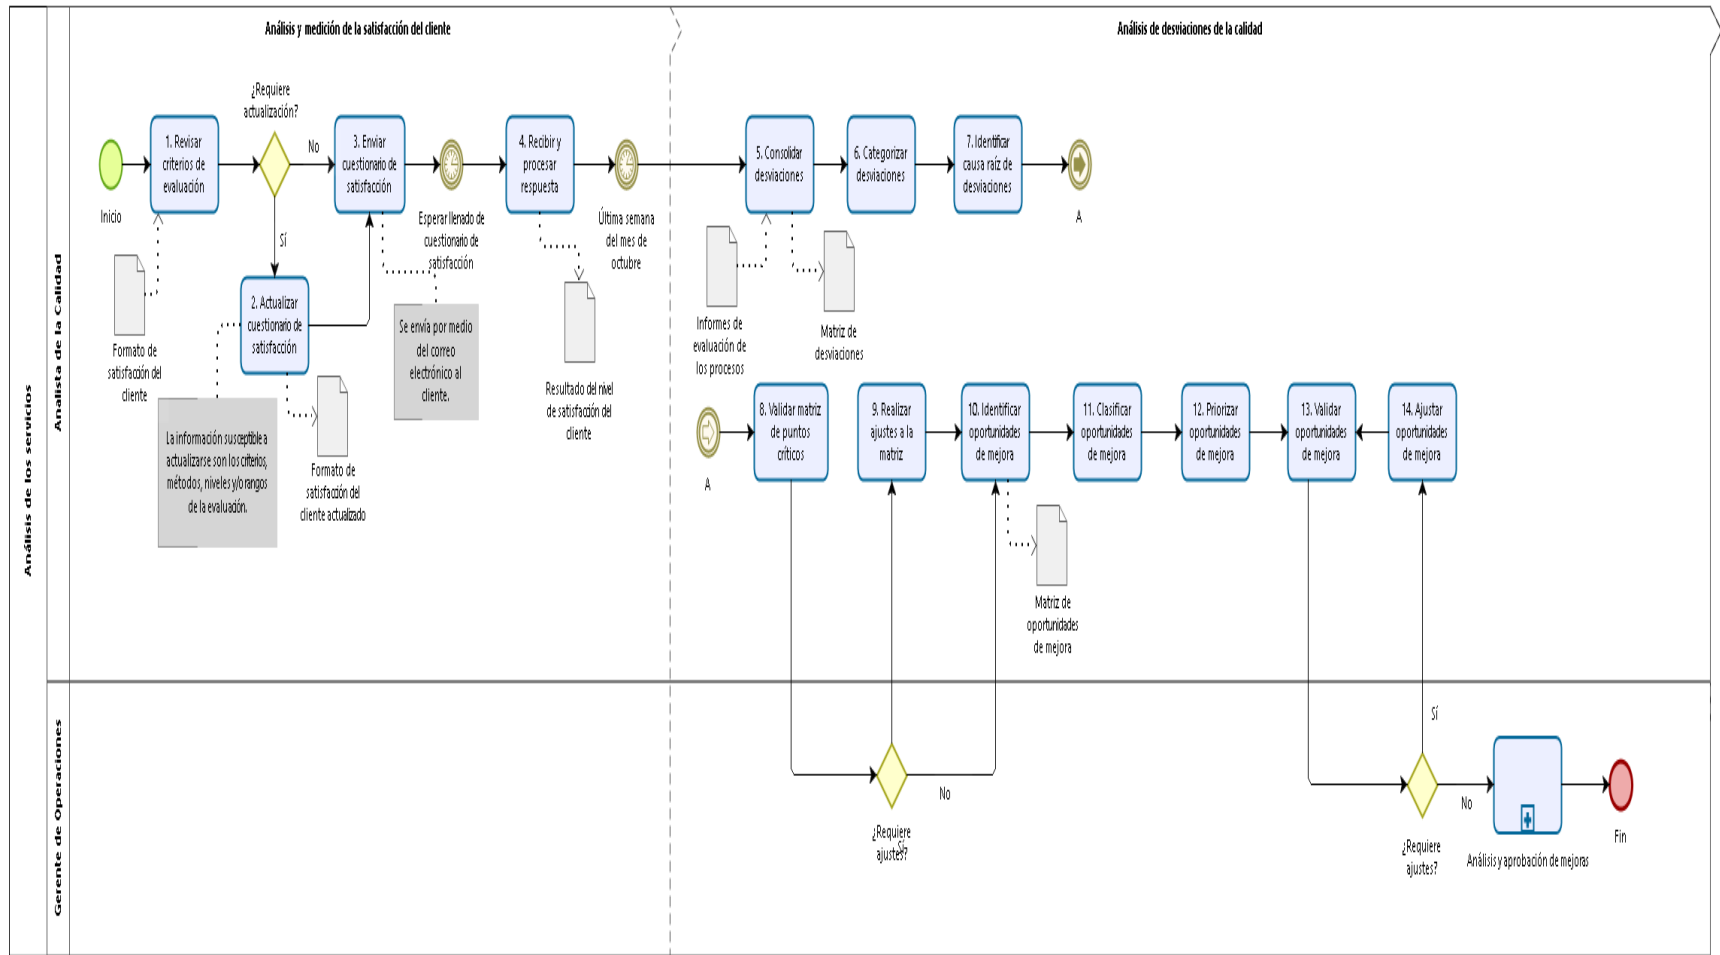 Análisis de los servicios
Analista de la Calidad
Gerente de Operaciones
Análisis y medición de la satisfacción del cliente
Análisis de desviaciones de la calidad
Inicio
1. Revisar
criterios de
evaluación
Formato de
satisfacción del
cliente
¿Requiere
actualización?
No
Sí
2. Actualizar
cuestionario de
satisfacción
La información susceptible a
actualizarse son los criterios,
métodos, niveles y/o rangos
de la evaluación.
Formato de
satisfacción del
cliente actualizado
3. Enviar
cuestionario de
satisfacción
Se envía por medio
del correo
electrónico al
cliente.
Esperar llenado de
cuestionario de
satisfacción
4. Recibir y
procesar
respuesta
Resultado del nivel
de satisfacción del
cliente
Última semana
del mes de
octubre
5. Consolidar
desviaciones
Informes de
evaluación de
los procesos
Matriz de
desviaciones
6. Categorizar
desviaciones
7. Identificar
causa raíz de
desviaciones
A
A
8. Validar matriz
de puntos
críticos
9. Realizar
ajustes a la
matriz
10. Identificar
oportunidades
de mejora
Matriz de
oportunidades
de mejora
11. Clasificar
oportunidades
de mejora
12. Priorizar
oportunidades
de mejora
13. Validar
oportunidades
de mejora
14. Ajustar
oportunidades
de mejora
No
¿Requiere
ajustes?
Sí
Sí
No
¿Requiere
ajustes?
Análisis y aprobación de mejoras
Fin